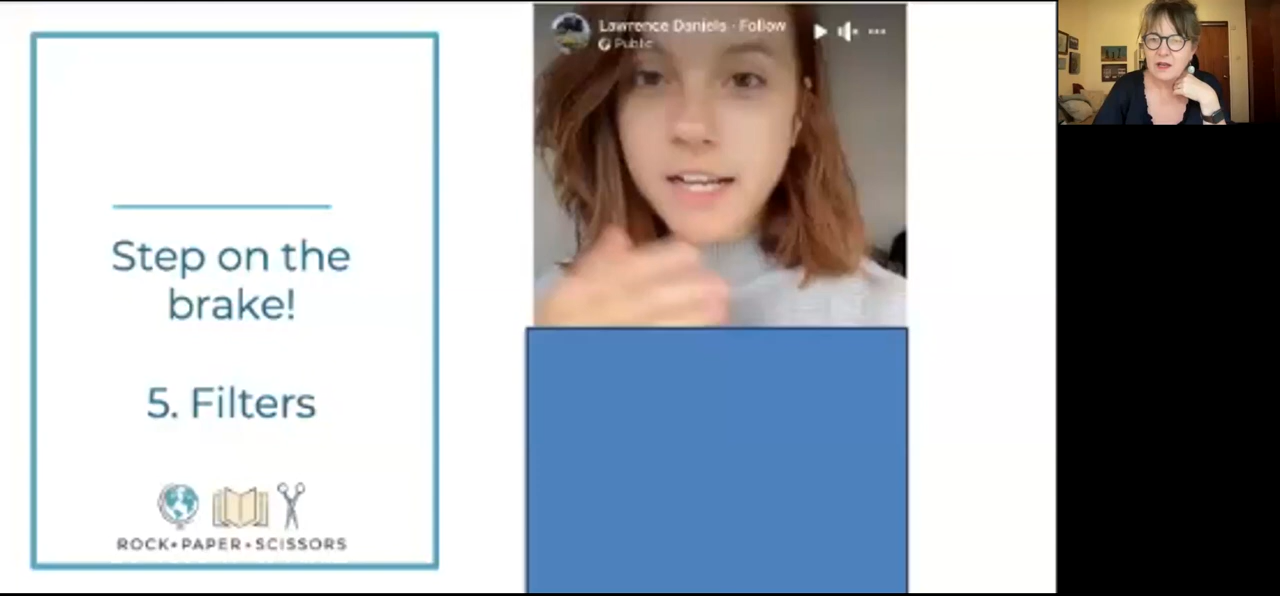 Step on the
brake!
5. Filters
ROCK•PAPER•SCISSORS
Lawrence Daniels · Follow
Public